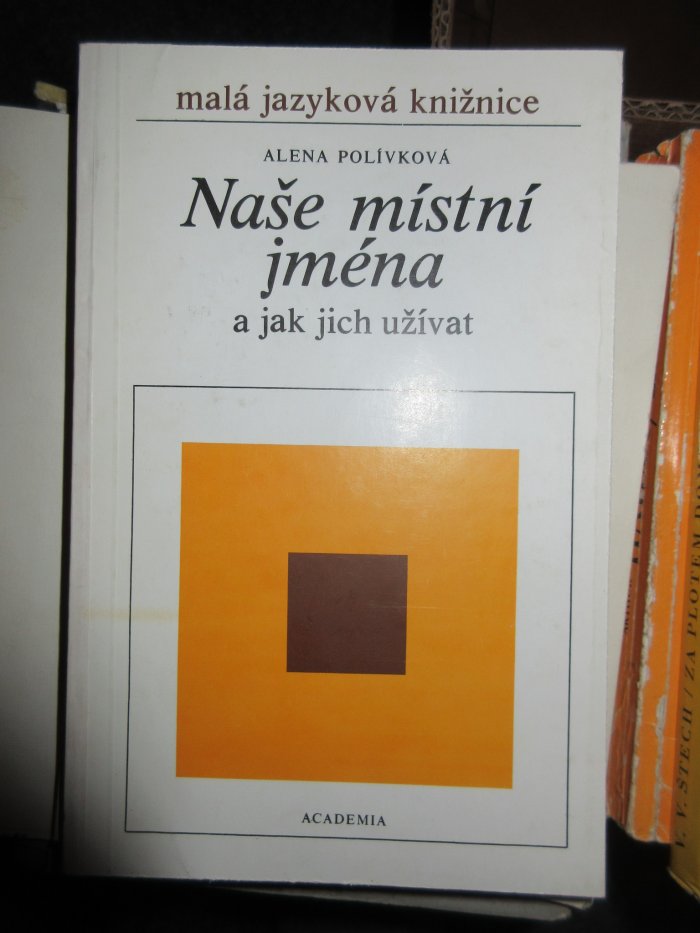 malá jazyková knižnice
ALENA POLÍVKOVÁ
Naše místní
jména
a jak jich užívat
ACADEMIA
V. V. ŠTECH / ZA PLOTEM